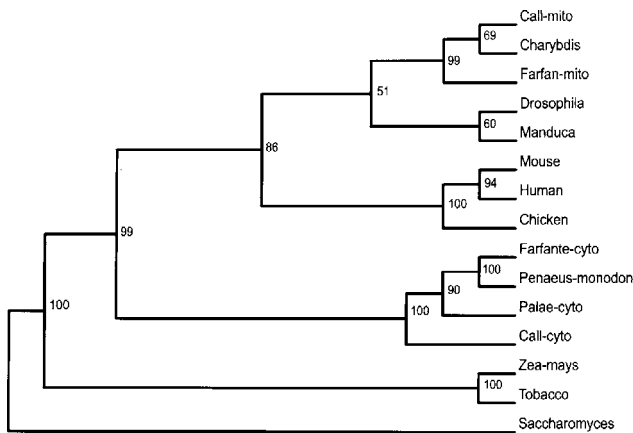 Call-mito
69
Charybdis
99
Farfan-mito
51
Drosophila
60
Manduca
86
Mouse
94
Human
100
Chicken
99
Farfante-cyto
100
Penaeus-monodon
90
Palae-cyto
100
100
Call-cyto
Zea-mays
100
Tobacco
Saccharomyces